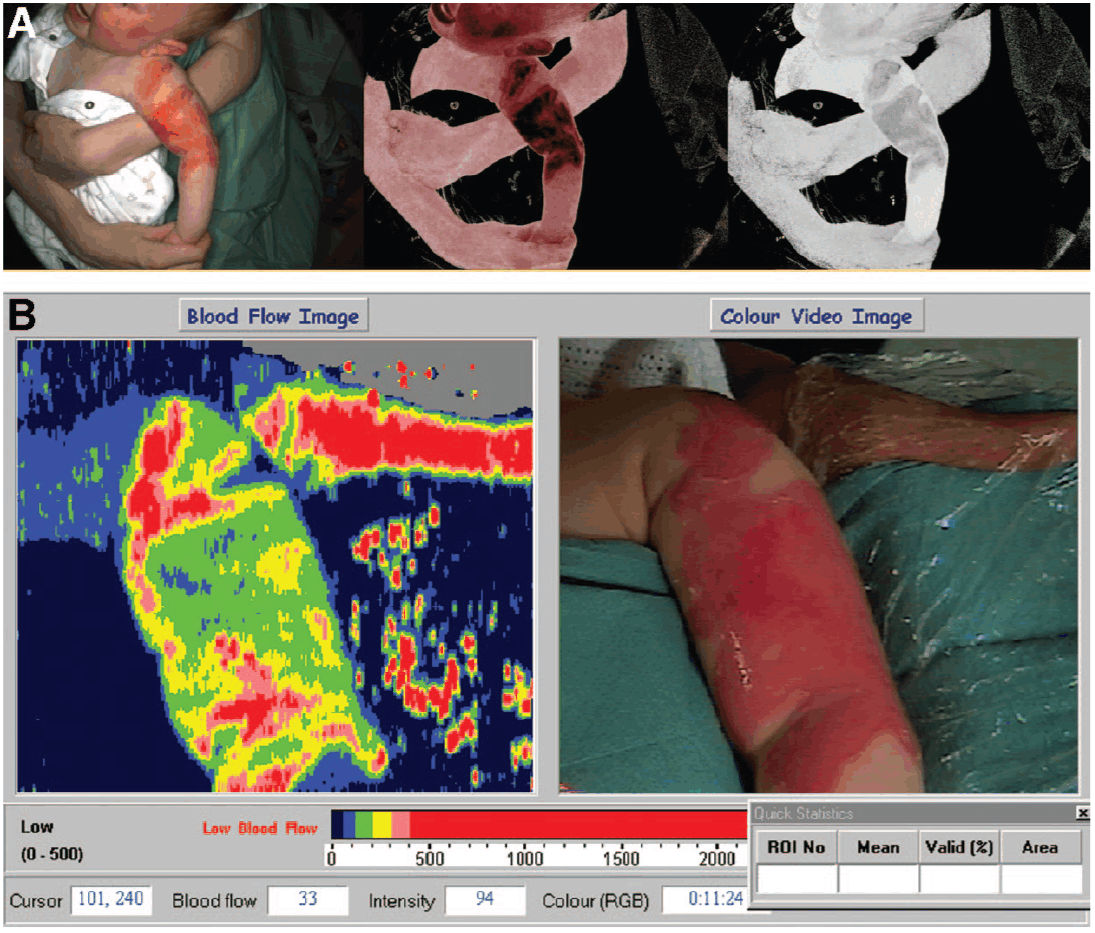 A
B
Blood Flow Image
Colour Video Image
Low
(0 - 500)
Low Blood Flow
0 500 1000 1500 2000
Quick Statistics
ROI No Mean Valid (%) Area
Cursor 101, 240 Blood flow 33 Intensity 94 Colour (RGB) 0:11:24